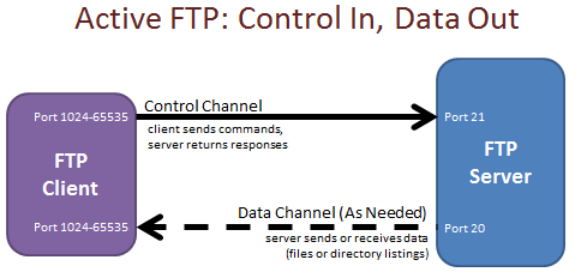 Active FTP: Control In, Data Out
Control Channel
Port 1024-65535
Port 21
client sends commands,
server returns responses
FTP
Client
FTP
Server
Data Channel (As Needed)
Port 1024-65535
Port 20
server sends or receives data
(files or directory listings)